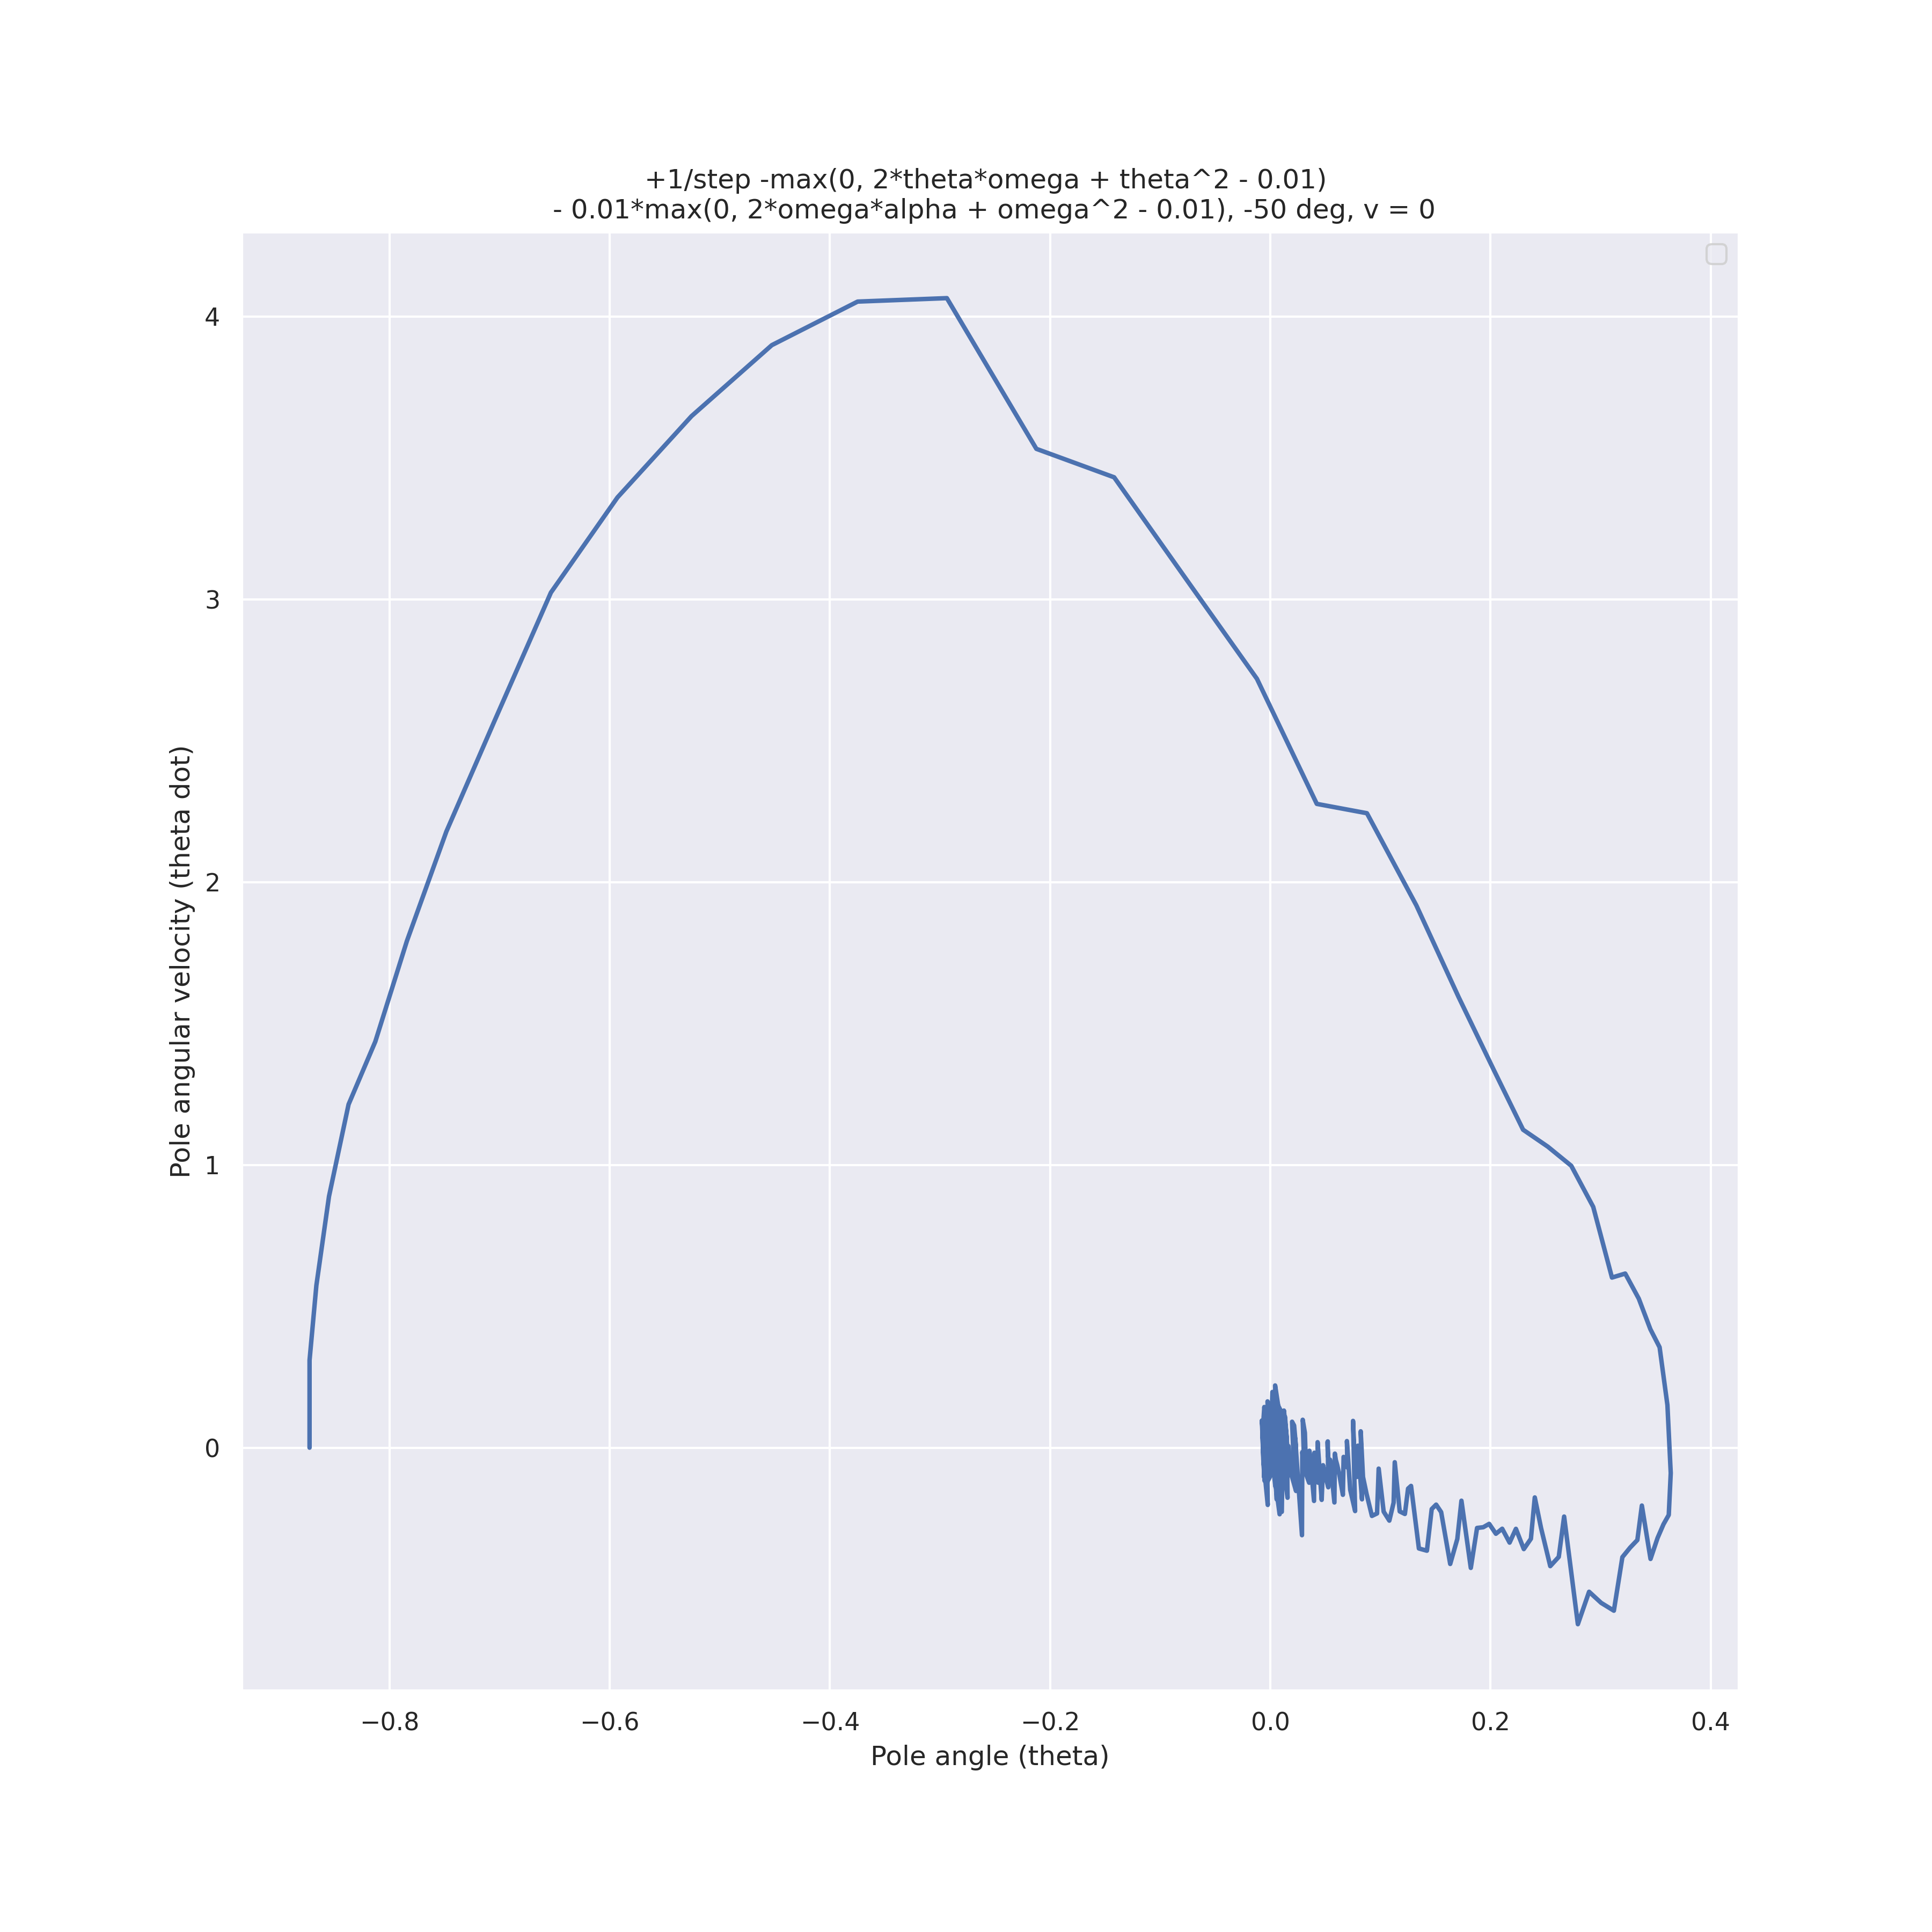 +1/step -max(0, 2*theta*omega + theta^2 - 0.01)
- 0.01*max(0, 2*omega*alpha + omega^2 - 0.01), -50 deg, v = 0
4
3
2
1
0
Pole angular velocity (theta dot)
−0.8 −0.6 −0.4 −0.2 0.0 0.2 0.4
Pole angle (theta)